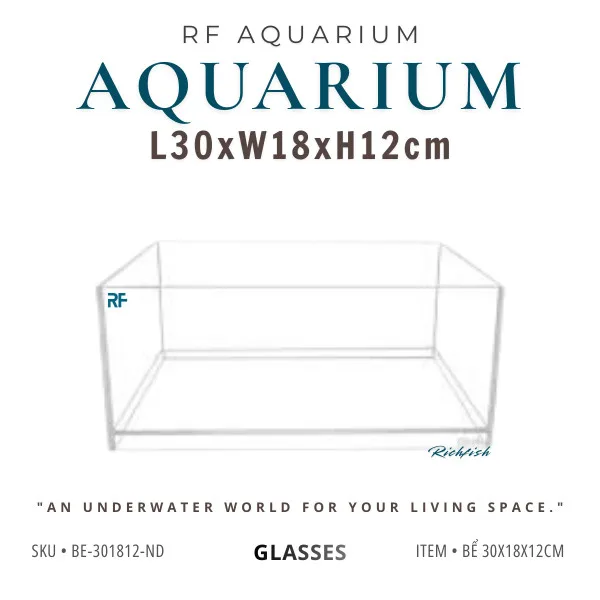 RF AQUARIUM
AQUARIUM
L30xW18xH12cm
RF
Richfish
"AN UNDERWATER WORLD FOR YOUR LIVING SPACE."
SKU • BE-301812-ND
GLASSES
ITEM • BỂ 30X18X12CM